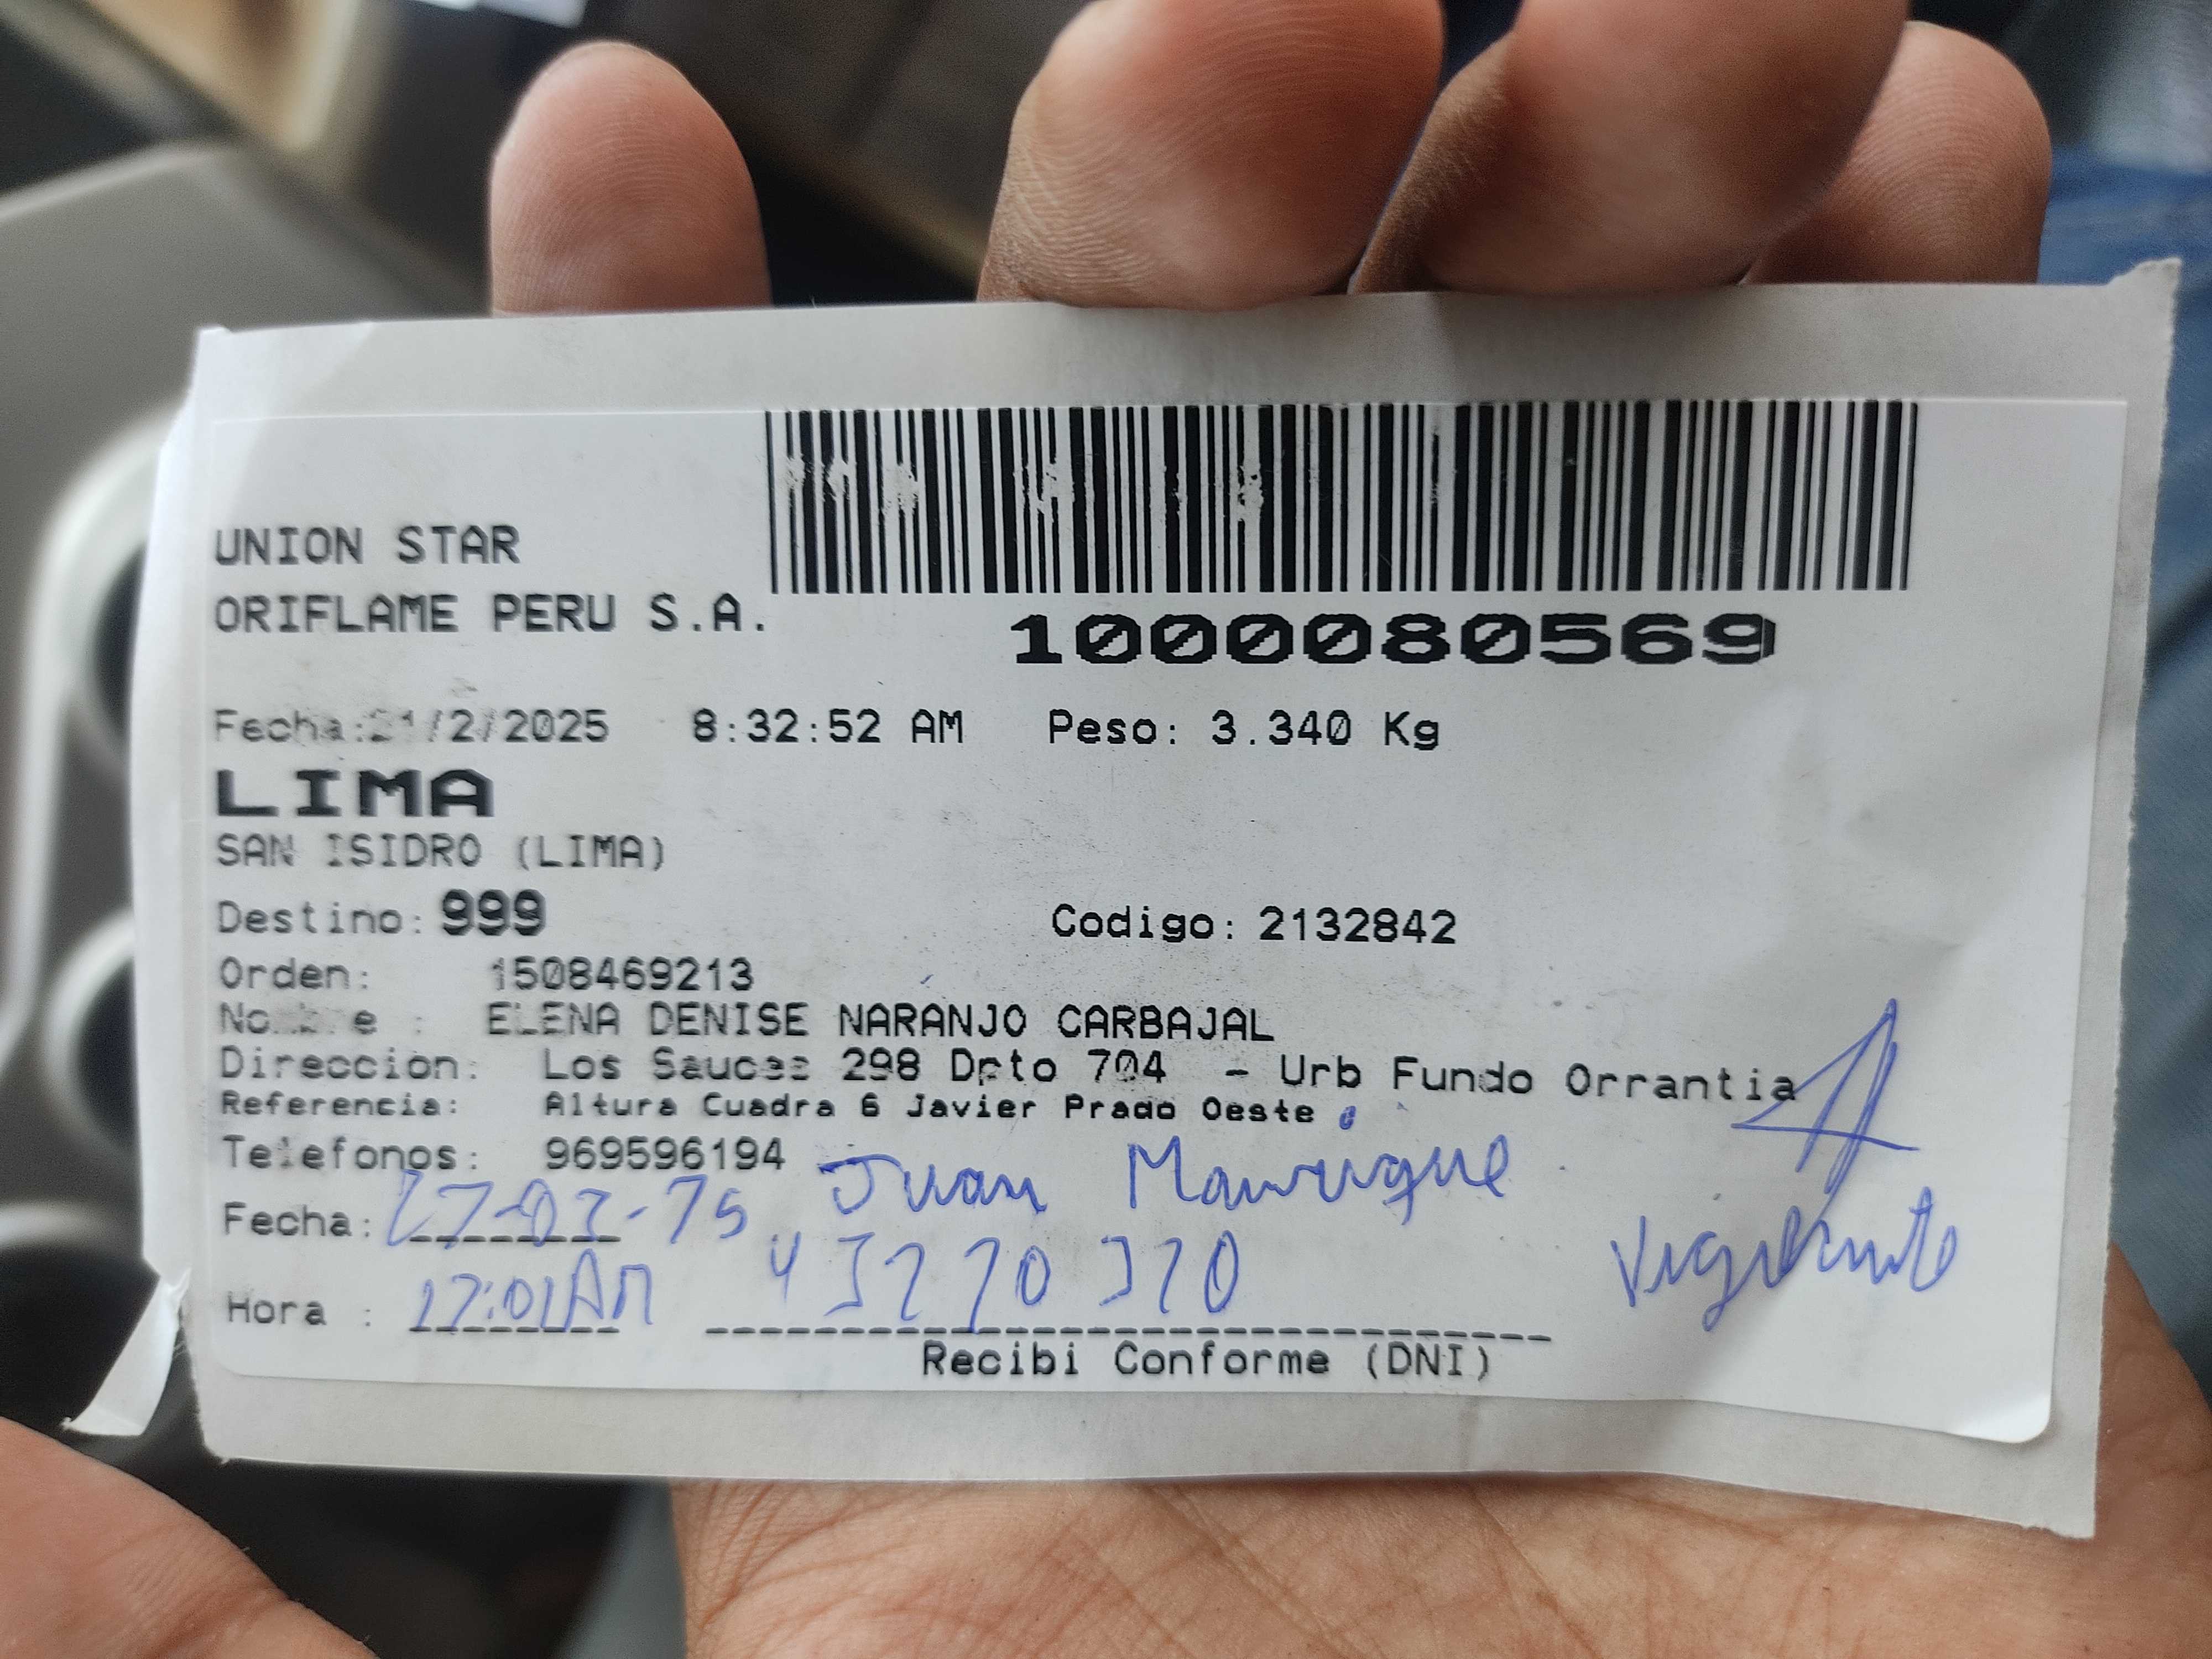 UNION STAR
ORIFLAME PERU S.A.
1000080569
Fecha:21/2/2025 8:32:52 AM Peso: 3.340 Kg
LIMA
SAN ISIDRO (LIMA)
Destino: 999 Codigo: 2132842
Orden: 1508469213
Nombre : ELENA DENISE NARANJO CARBAJAL
Direccion: Los Sauces 298 Dpto 704 - Urb Fundo Orrantia
Referencia: Altura Cuadra 6 Javier Prado Oeste
Telefonos: 969596194
Juan Manrique
Fecha:
Vigilante
Hora :
Recibi Conforme (DNI)